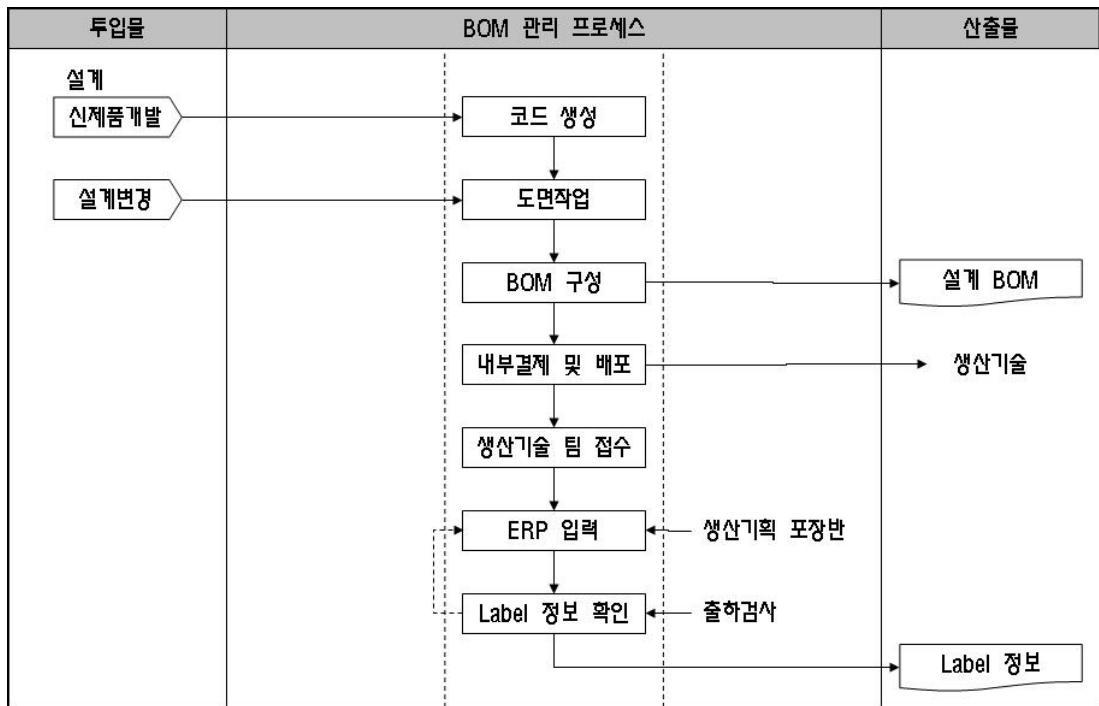 투입물
BOM 관리 프로세스
산출물
설계
신제품개발
코드 생성
설계변경
도면작업
BOM 구성
설계 BOM
내부결제 및 배포
생산기술
생산기술 팀 접수
ERP 입력
생산기획 포장반
Label 정보 확인
출하검사
Label 정보